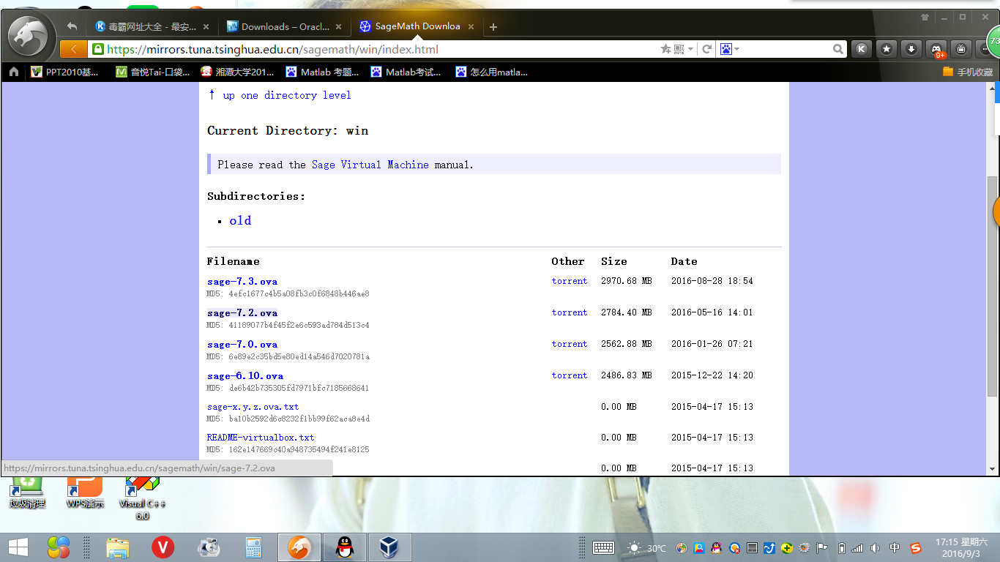 毒霸网址大全 - 最安... × Downloads – Oracl... × SageMath Downloa ×
73
https://mirrors.tuna.tsinghua.edu.cn/sagemath/win/index.html
9+
PPT2010基... 音悦Tai-口袋... 湘潭大学201... Matlab 考题... Matlab考试... 怎么用matla... 手机收藏
↑ up one directory level
Current Directory: win
Please read the Sage Virtual Machine manual.
Subdirectories:
▪ old
Filename Other Size Date
sage-7.3.ova torrent 2970.68 MB 2016-08-28 18:54
MD5: 4efc1677c4b5a08fb3c0f6848b446ae8
sage-7.2.ova torrent 2784.40 MB 2016-05-16 14:01
MD5: 41189077b4f45f2e6c593ad784d513c4
sage-7.0.ova torrent 2562.88 MB 2016-01-26 07:21
MD5: 6e89e2c35bd5e80ed14a546d7020781a
sage-6.10.ova torrent 2486.83 MB 2015-12-22 14:20
MD5: de6b42b735305fd7971bfc7185668641
sage-x.y.z.ova.txt 0.00 MB 2015-04-17 15:13
MD5: ba10b2592d6c8232f1bb99f62aca8e4d
README-virtualbox.txt 0.00 MB 2015-04-17 15:13
MD5: 162e147669c40a948735494f241e8125
0.00 MB 2015-04-17 15:13
https://mirrors.tuna.tsinghua.edu.cn/sagemath/win/sage-7.2.ova
垃圾清理 WPS演示 Visual C++
6.0
30℃ 中 17:15 星期六
2016/9/3